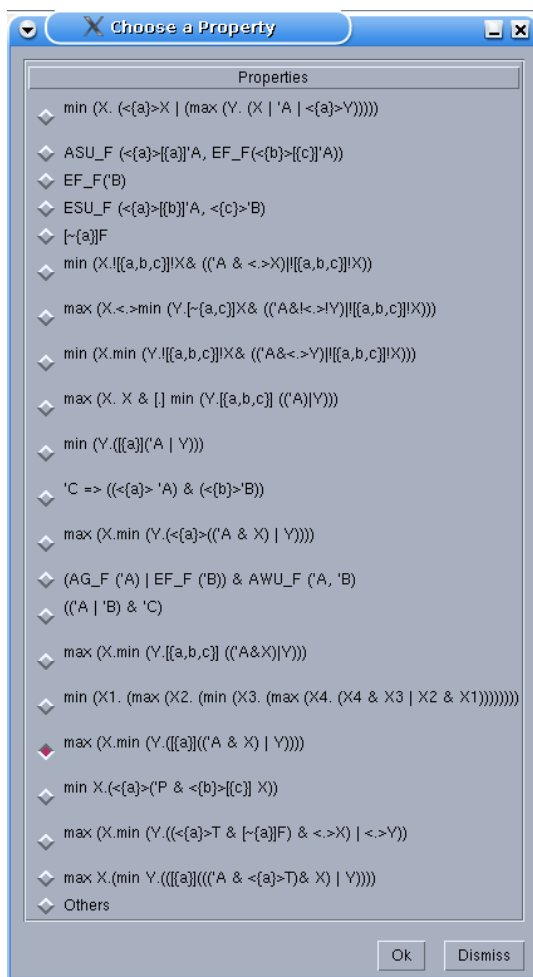 Choose a Property
Properties
min (X. (<{a}>X | (max (Y. (X | 'A | <{a}>Y)))))
ASU_F (<{a}>[{a}]'A, EF_F(<{b}>[{c}]'A))
EF_F('B)
ESU_F (<{a}>[{b}]'A, <{c}>'B)
[~{a}]F
min (X.![{a,b,c}]!X& (('A & <.>X)|![{a,b,c}]!X))
max (X.<.>min (Y.[~{a,c}]X& (('A&!<.>!Y)|![{a,b,c}]!X)))
min (X.min (Y.![{a,b,c}]!X& (('A&<.>Y)|![{a,b,c}]!X)))
max (X. X & [.] min (Y.[{a,b,c}] (('A)|Y)))
min (Y.([{a}]('A | Y)))
'C => ((<{a}> 'A) & (<{b}>'B))
max (X.min (Y.(<{a}>(('A & X) | Y))))
(AG_F ('A) | EF_F ('B)) & AWU_F ('A, 'B)
(('A | 'B) & 'C)
max (X.min (Y.[{a,b,c}] (('A&X)|Y)))
min (X1. (max (X2. (min (X3. (max (X4. (X4 & X3 | X2 & X1))))))))
max (X.min (Y.([{a}](('A & X) | Y))))
min X.(<{a}>('P & <{b}>[{c}] X))
max (X.min (Y.((<{a}>T & [~{a}]F) & <.>X) | <.>Y))
max X.(min Y.(([{a}]((('A & <{a}>T)& X) | Y))))
Others
Ok Dismiss